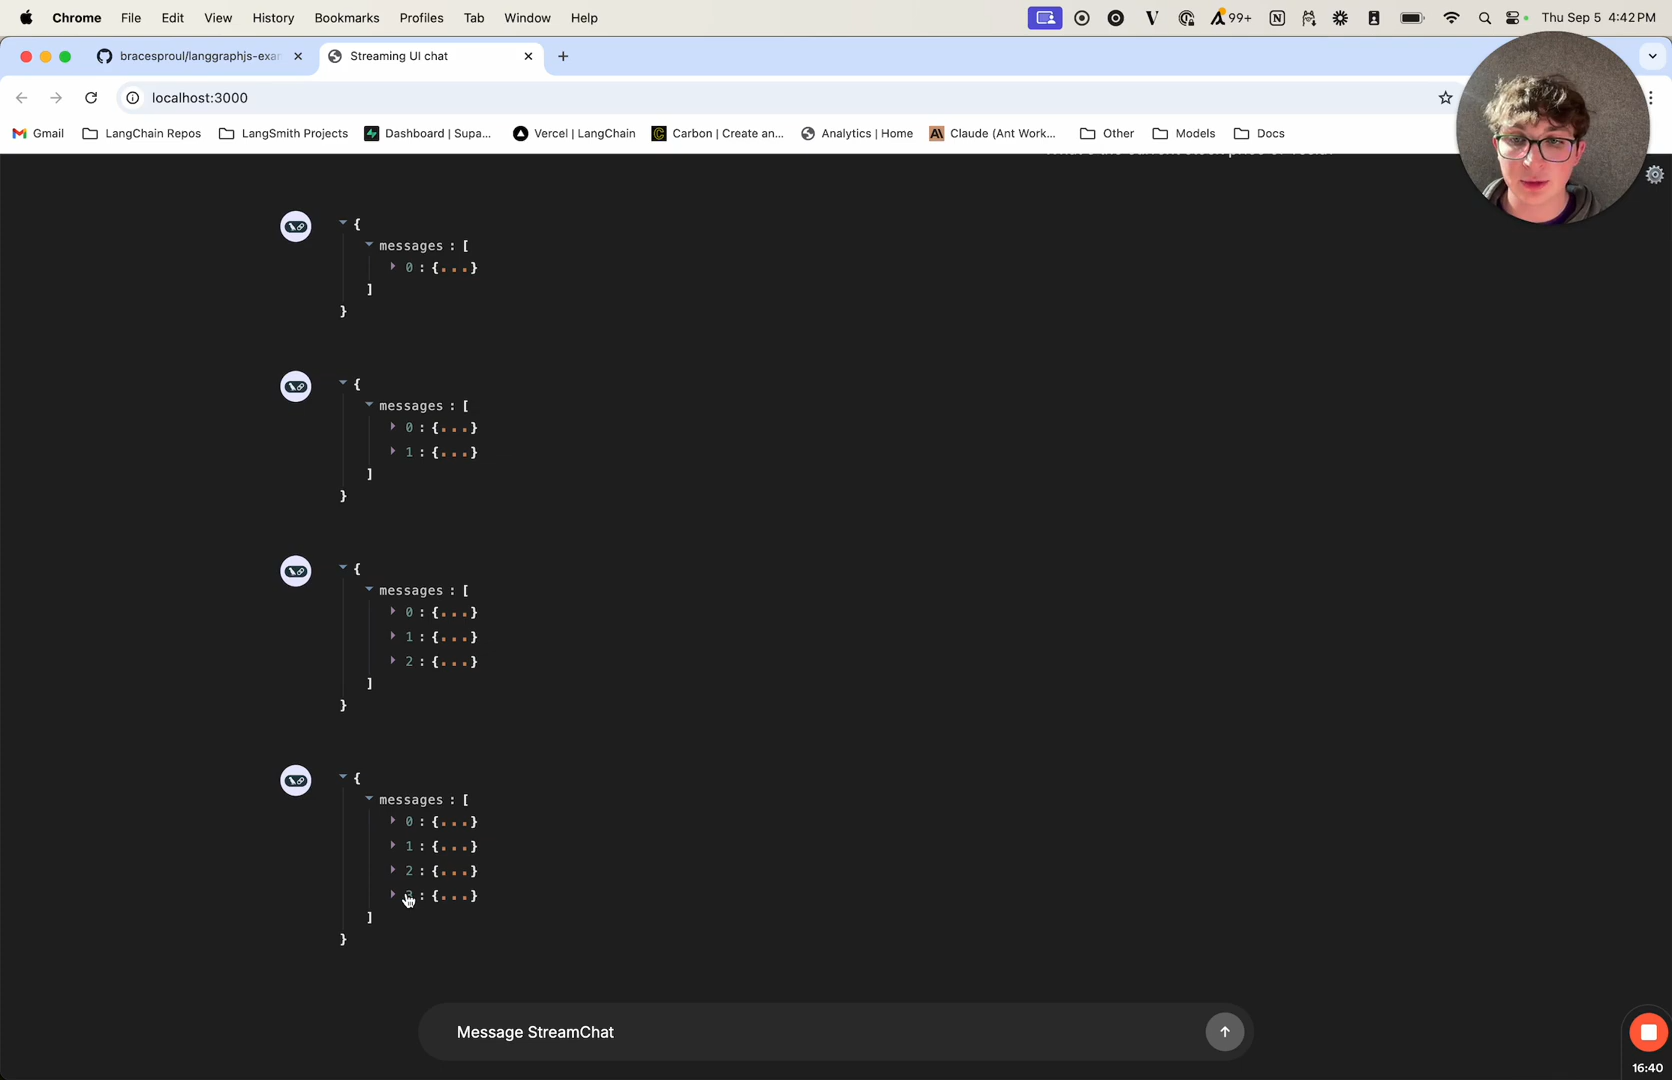 Chrome File Edit View History Bookmarks Profiles Tab Window Help 99+ Thu Sep 5 4:42 PM
bracesproul/langgraphjs-exa Streaming UI chat
localhost:3000
Gmail LangChain Repos LangSmith Projects Dashboard | Supa... Vercel | LangChain Carbon | Create an... Analytics | Home Claude (Ant Work... Other Models Docs
{
messages : [
0 : {...}
]
}
{
messages : [
0 : {...}
1 : {...}
]
}
{
messages : [
0 : {...}
1 : {...}
2 : {...}
]
}
{
messages : [
0 : {...}
1 : {...}
2 : {...}
3 : {...}
]
}
Message StreamChat
16:40